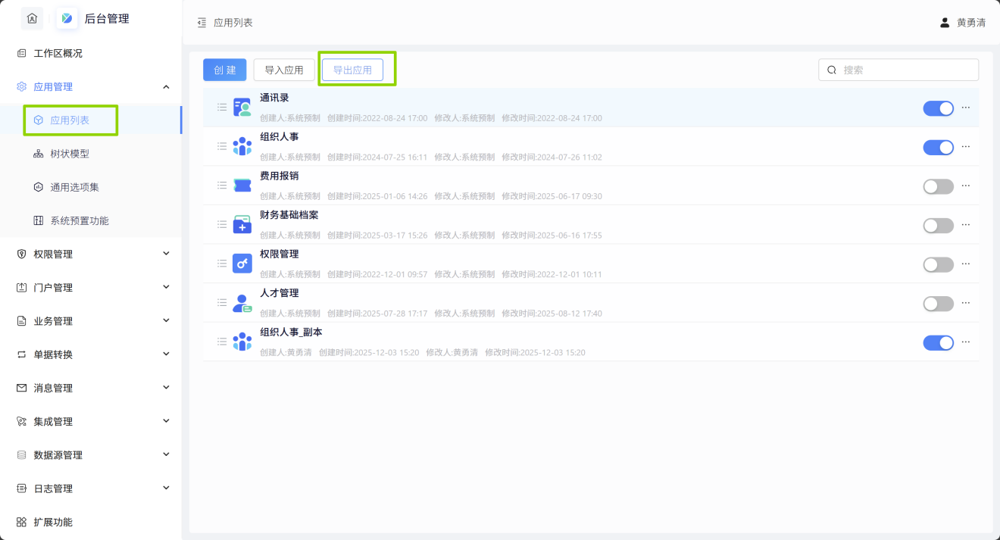 后台管理
应用列表
黄勇清
工作区概况
应用管理
应用列表
树状模型
通用选项集
系统预置功能
权限管理
门户管理
业务管理
单据转换
消息管理
集成管理
数据源管理
日志管理
扩展功能
创 建 导入应用 导出应用 搜索
通讯录
创建人:系统预制 创建时间:2022-08-24 17:00 修改人:系统预制 修改时间:2022-08-24 17:00
组织人事
创建人:系统预制 创建时间:2024-07-25 16:11 修改人:系统预制 修改时间:2024-07-26 11:02
费用报销
创建人:系统预制 创建时间:2025-01-06 14:26 修改人:系统预制 修改时间:2025-06-17 09:30
财务基础档案
创建人:系统预制 创建时间:2025-03-17 15:26 修改人:系统预制 修改时间:2025-06-16 17:55
权限管理
创建人:系统预制 创建时间:2022-12-01 09:57 修改人:系统预制 修改时间:2022-12-01 10:11
人才管理
创建人:系统预制 创建时间:2025-07-28 17:17 修改人:系统预制 修改时间:2025-08-12 17:40
组织人事_副本
创建人:黄勇清 创建时间:2025-12-03 15:20 修改人:黄勇清 修改时间:2025-12-03 15:20